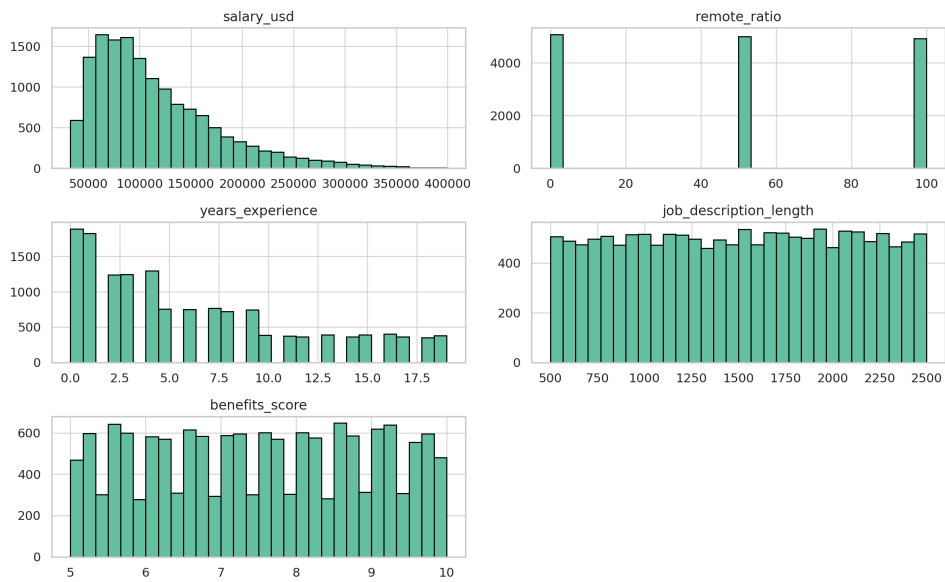 salary_usd
1500
1000
500
0
50000 100000 150000 200000 250000 300000 350000 400000
remote_ratio
4000
2000
0
0 20 40 60 80 100
years_experience
1500
1000
500
0
0.0 2.5 5.0 7.5 10.0 12.5 15.0 17.5
job_description_length
400
200
0
500 750 1000 1250 1500 1750 2000 2250 2500
benefits_score
600
400
200
0
5 6 7 8 9 10